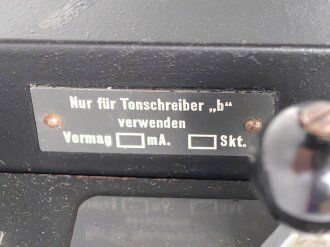 Nur für Tonschreiber „b“
verwenden
Vormag mA. Skt.